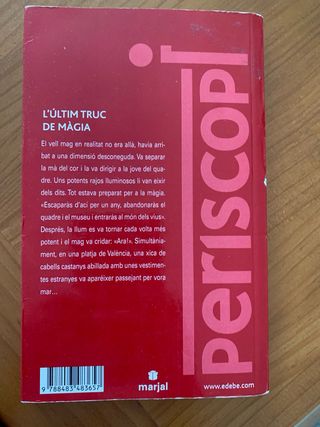 L'ÚLTIM TRUC
DE MÀGIA
El vell mag en realitat no era allà, havia arri-
bat a una dimensió desconeguda. Va separar
la mà del cor i la va dirigir a la jove del qua-
dre. Uns potents rajos lluminosos li van eixir
dels dits. Tot estava preparat per a la màgia.
«Escaparàs d'ací per un any, abandonaràs el
quadre i el museu i entraràs al món dels vius».
Després, la llum es va tornar cada volta més
potent i el mag va cridar: «Ara!». Simultània-
ment, en una platja de València, una xica de
cabells castanys abillada amb unes vestimen-
tes estranyes va aparéixer passejant per vora
mar...
periscopi
9 788483 483657
marjal
www.edebe.com